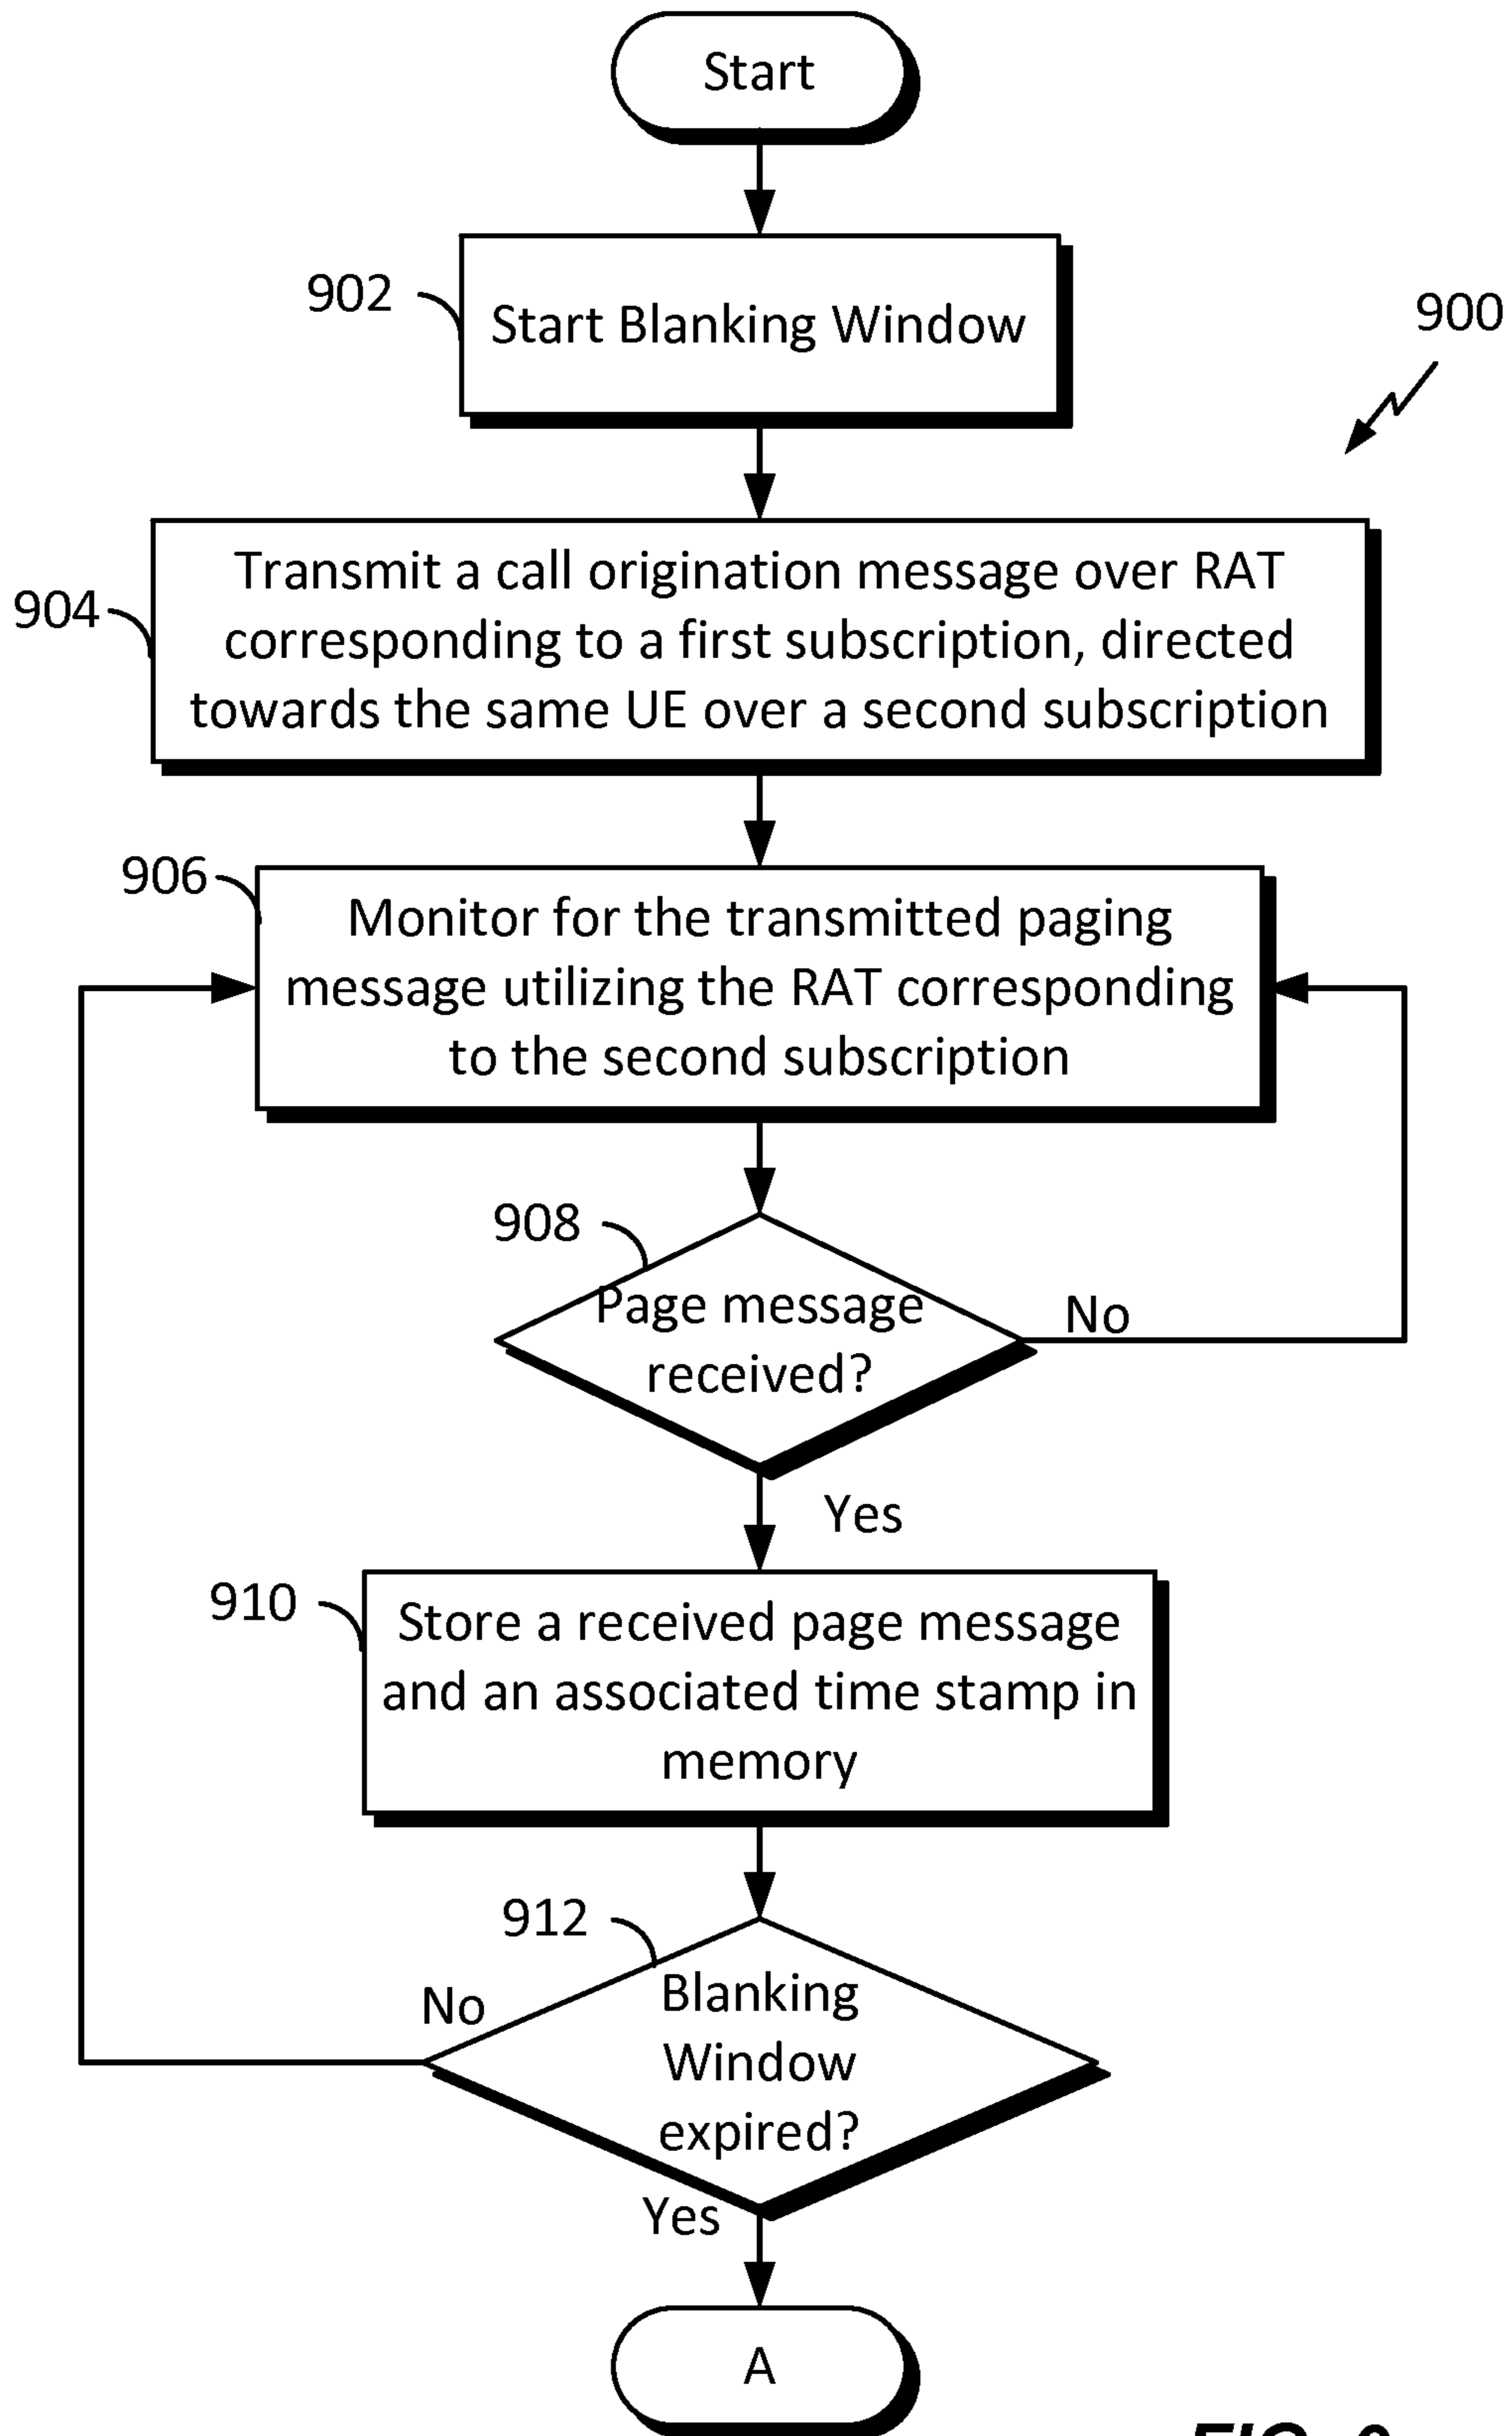 Start
902
Start Blanking Window
900
904
Transmit a call origination message over RAT
corresponding to a first subscription, directed
towards the same UE over a second subscription
906
Monitor for the transmitted paging
message utilizing the RAT corresponding
to the second subscription
908
Page message
received?
No
Yes
910
Store a received page message
and an associated time stamp in
memory
912
No
Blanking
Window
expired?
Yes
A